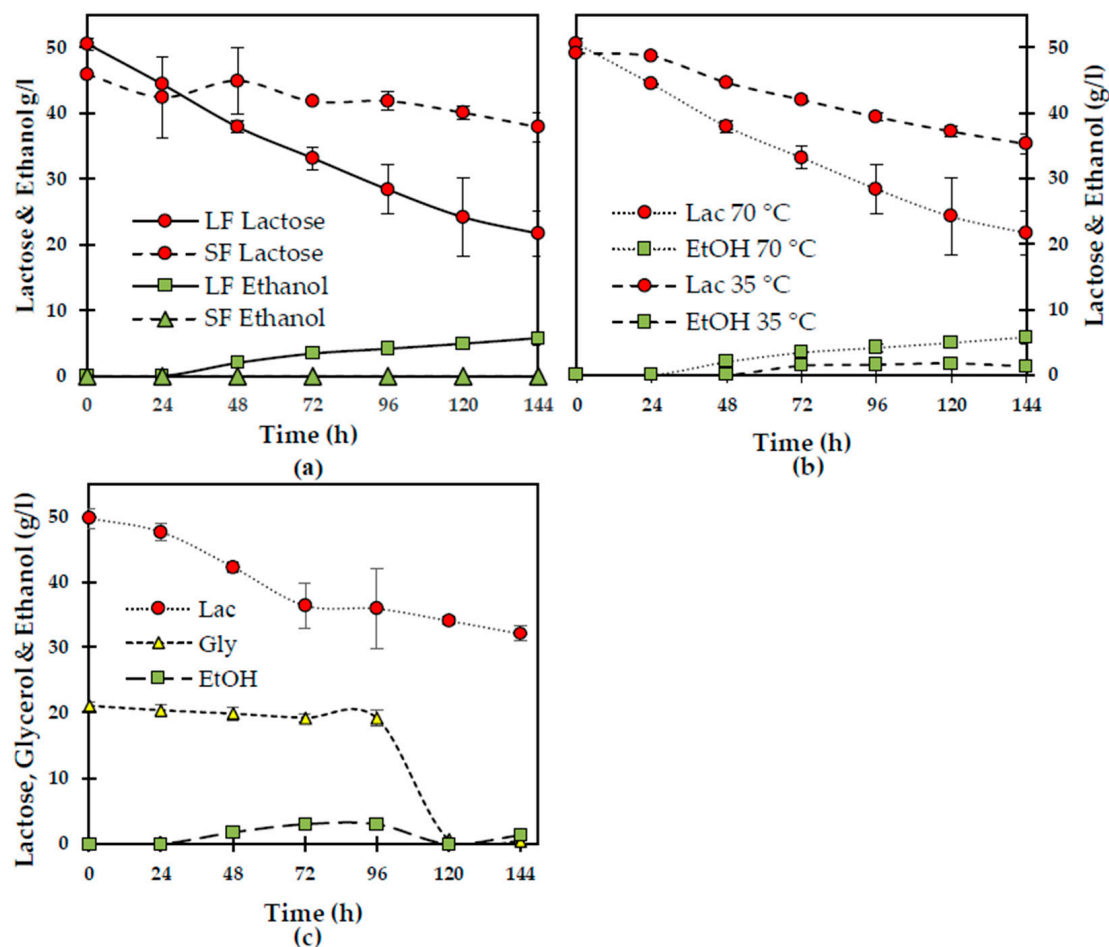 Lactose & Ethanol g/l
50
40
30
20
10
0
LF Lactose
SF Lactose
LF Ethanol
SF Ethanol
0 24 48 72 96 120 144
Time (h)
(a)
Lactose & Ethanol (g/l)
50
40
30
20
10
0
Lac 70 °C
EtOH 70 °C
Lac 35 °C
EtOH 35 °C
0 24 48 72 96 120 144
Time (h)
(b)
Lactose, Glycerol & Ethanol (g/l)
50
40
30
20
10
0
Lac
Gly
EtOH
0 24 48 72 96 120 144
Time (h)
(c)